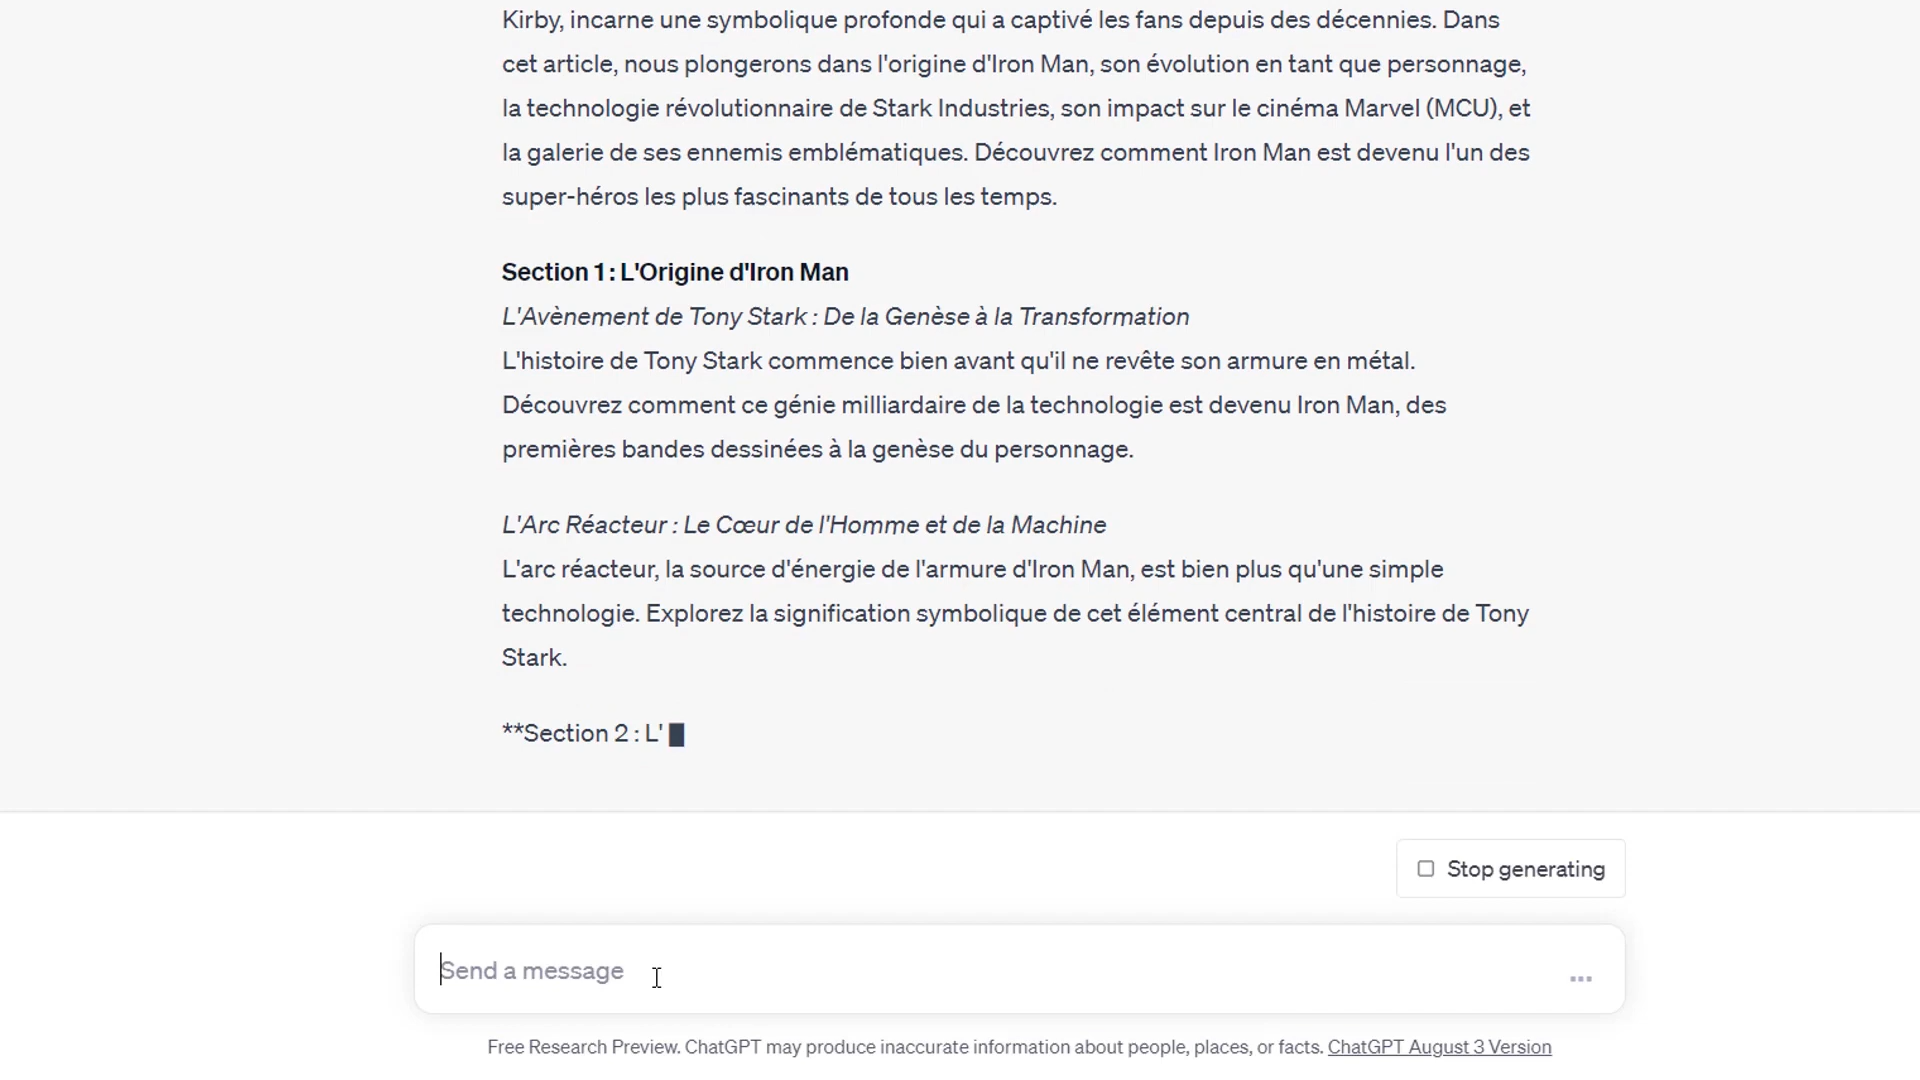 Kirby, incarne une symbolique profonde qui a captivé les fans depuis des décennies. Dans
cet article, nous plongerons dans l'origine d'Iron Man, son évolution en tant que personnage,
la technologie révolutionnaire de Stark Industries, son impact sur le cinéma Marvel (MCU), et
la galerie de ses ennemis emblématiques. Découvrez comment Iron Man est devenu l'un des
super-héros les plus fascinants de tous les temps.
Section 1 : L'Origine d'Iron Man
L'Avènement de Tony Stark : De la Genèse à la Transformation
L'histoire de Tony Stark commence bien avant qu'il ne revête son armure en métal.
Découvrez comment ce génie milliardaire de la technologie est devenu Iron Man, des
premières bandes dessinées à la genèse du personnage.
L'Arc Réacteur : Le Cœur de l'Homme et de la Machine
L'arc réacteur, la source d'énergie de l'armure d'Iron Man, est bien plus qu'une simple
technologie. Explorez la signification symbolique de cet élément central de l'histoire de Tony
Stark.
**Section 2 : L'
Stop generating
Send a message
Free Research Preview. ChatGPT may produce inaccurate information about people, places, or facts. ChatGPT August 3 Version